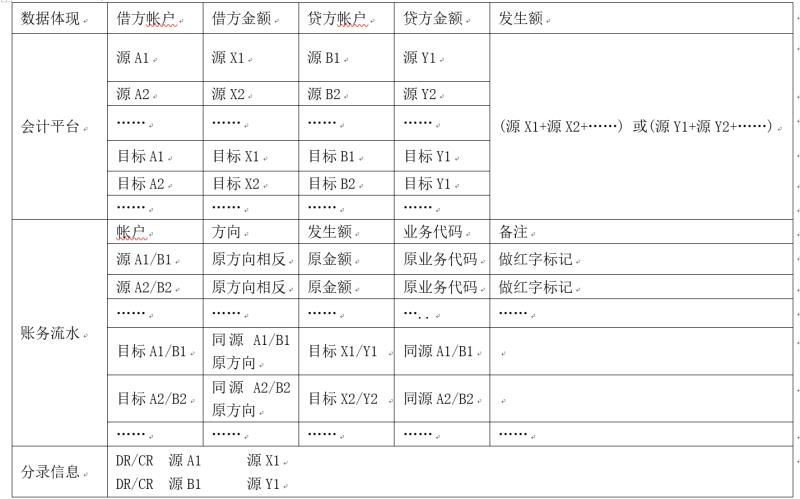 数据体现 借方帐户 借方金额 贷方帐户 贷方金额 发生额
会计平台 源 A1 源 X1 源 B1 源 Y1 (源 X1+源 X2+……) 或(源 Y1+源 Y2+……)
源 A2 源 X2 源 B2 源 Y2
…… …… …… ……
目标 A1 目标 X1 目标 B1 目标 Y1
目标 A2 目标 X2 目标 B2 目标 Y1
…… …… …… ……
账务流水 帐户 方向 发生额 业务代码 备注
源 A1/B1 原方向相反 原金额 原业务代码 做红字标记
源 A2/B2 原方向相反 原金额 原业务代码 做红字标记
…… …… …… ….. ……
目标 A1/B1 同源 A1/B1 目标 X1/Y1 同源 A1/B1
原方向
目标 A2/B2 同源 A2/B2 目标 X2/Y2 同源 A2/B2
原方向
…… …… …… …… ……
分录信息 DR/CR 源 A1 源 X1
DR/CR 源 B1 源 Y1